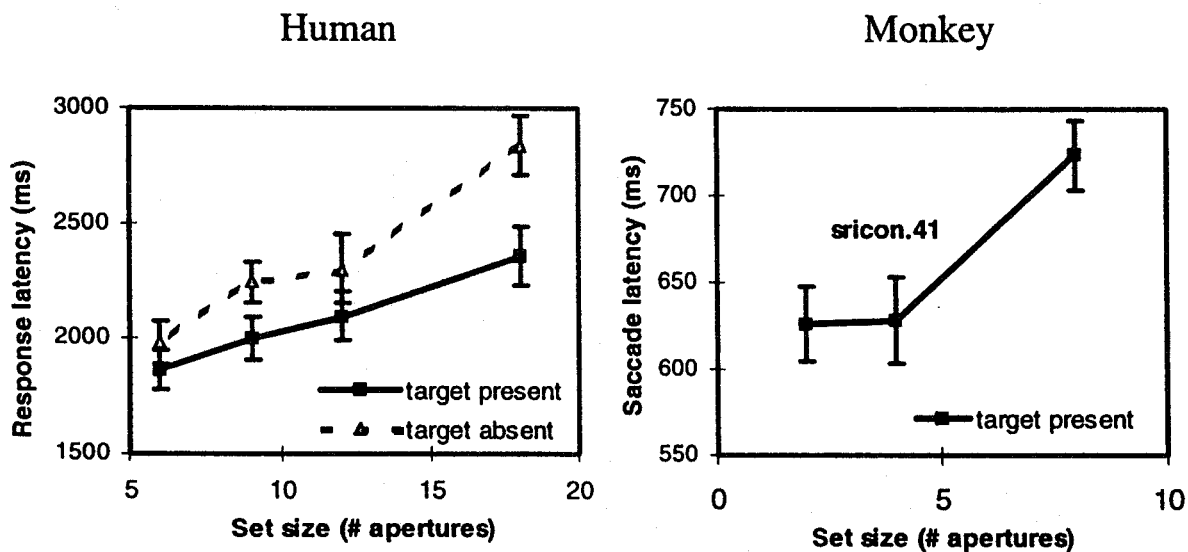 Human
3000
2500
2000
1500
Response latency (ms)
target present
target absent
5 10 15 20
Set size (# apertures)
Monkey
750
700
650
600
550
Saccade latency (ms)
sricon.41
target present
0 5 10
Set size (# apertures)